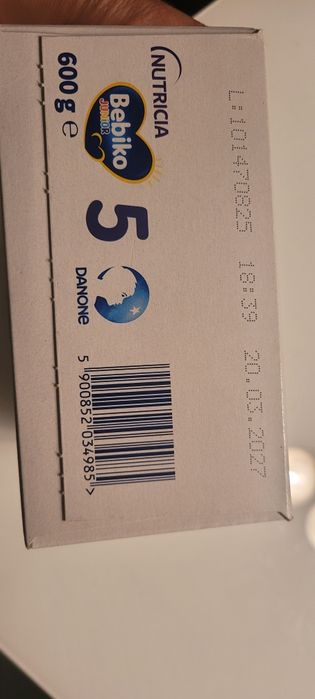 L:101470825 18:39 20.03.2027
NUTRICIA
Bebiko
JUNIOR
5
600 g e
DANONE
5 900852 034985 >